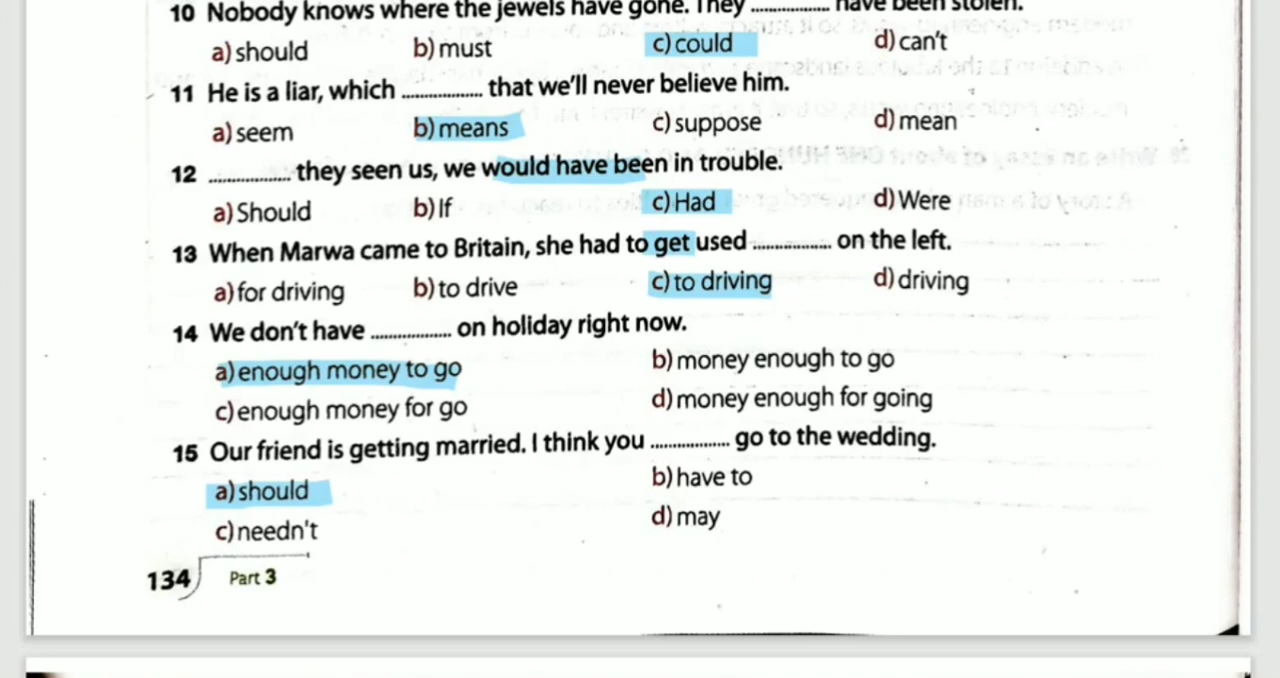 10 Nobody knows where the jewels have gone. They ................ have been stolen.
a) should b) must c) could d) can't
11 He is a liar, which ................ that we'll never believe him.
a) seem b) means c) suppose d) mean
12 ................ they seen us, we would have been in trouble.
a) Should b) If c) Had d) Were
13 When Marwa came to Britain, she had to get used ................ on the left.
a) for driving b) to drive c) to driving d) driving
14 We don't have ................ on holiday right now.
a) enough money to go b) money enough to go
c) enough money for go d) money enough for going
15 Our friend is getting married. I think you ................ go to the wedding.
a) should b) have to
c) needn't d) may
134 Part 3